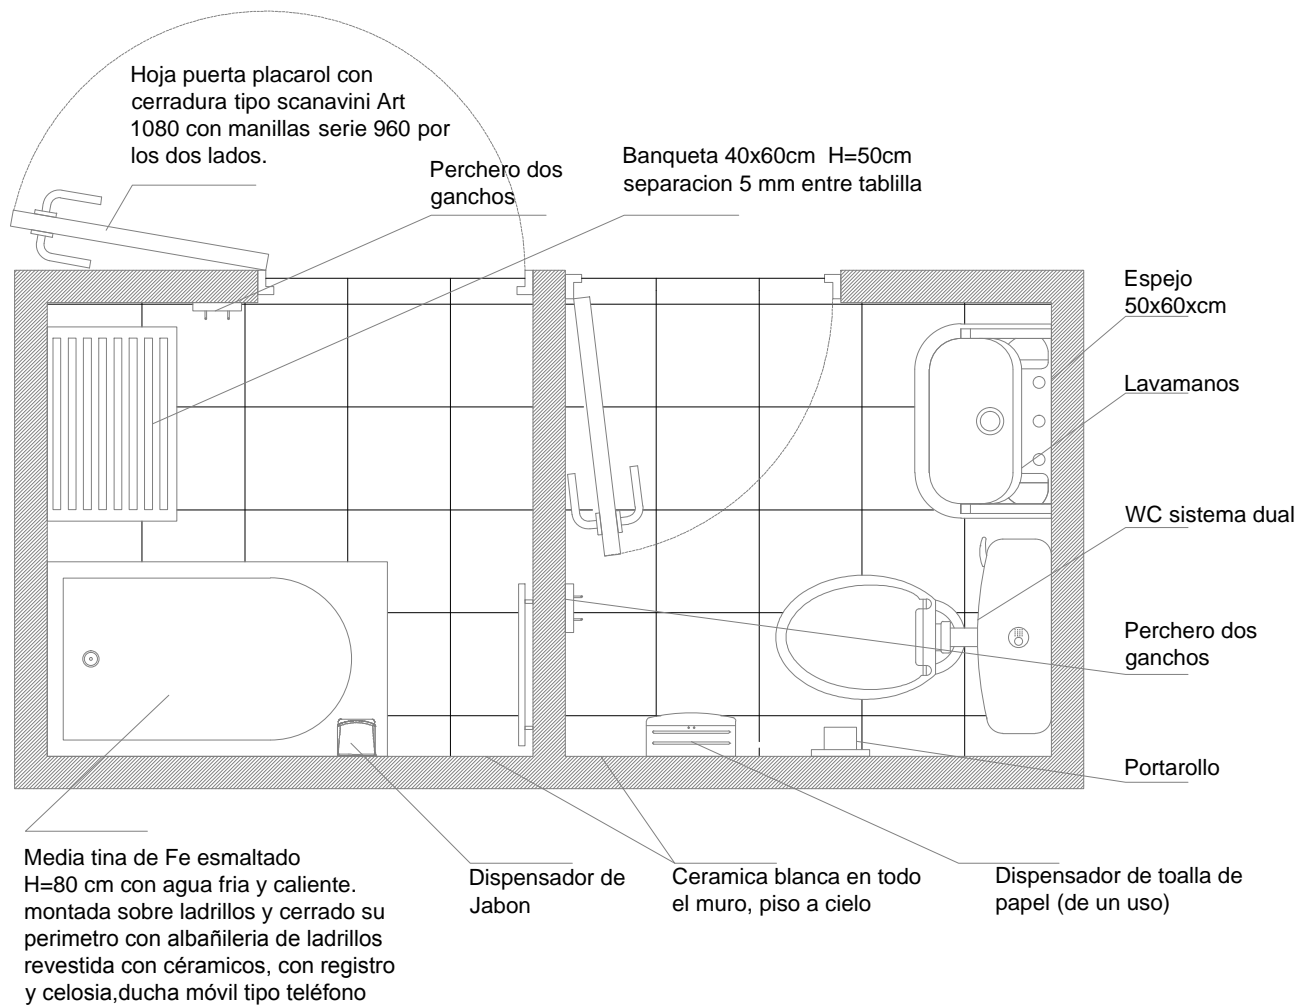 Hoja puerta placarol con
cerradura tipo scanavini Art
1080 con manillas serie 960 por
los dos lados.
Perchero dos
ganchos
Banqueta 40x60cm H=50cm
separacion 5 mm entre tablilla
Espejo
50x60xcm
Lavamanos
WC sistema dual
Perchero dos
ganchos
Portarollo
Media tina de Fe esmaltado
H=80 cm con agua fria y caliente.
montada sobre ladrillos y cerrado su
perimetro con albañileria de ladrillos
revestida con céramicos, con registro
y celosia,ducha móvil tipo teléfono
Dispensador de
Jabon
Ceramica blanca en todo
el muro, piso a cielo
Dispensador de toalla de
papel (de un uso)